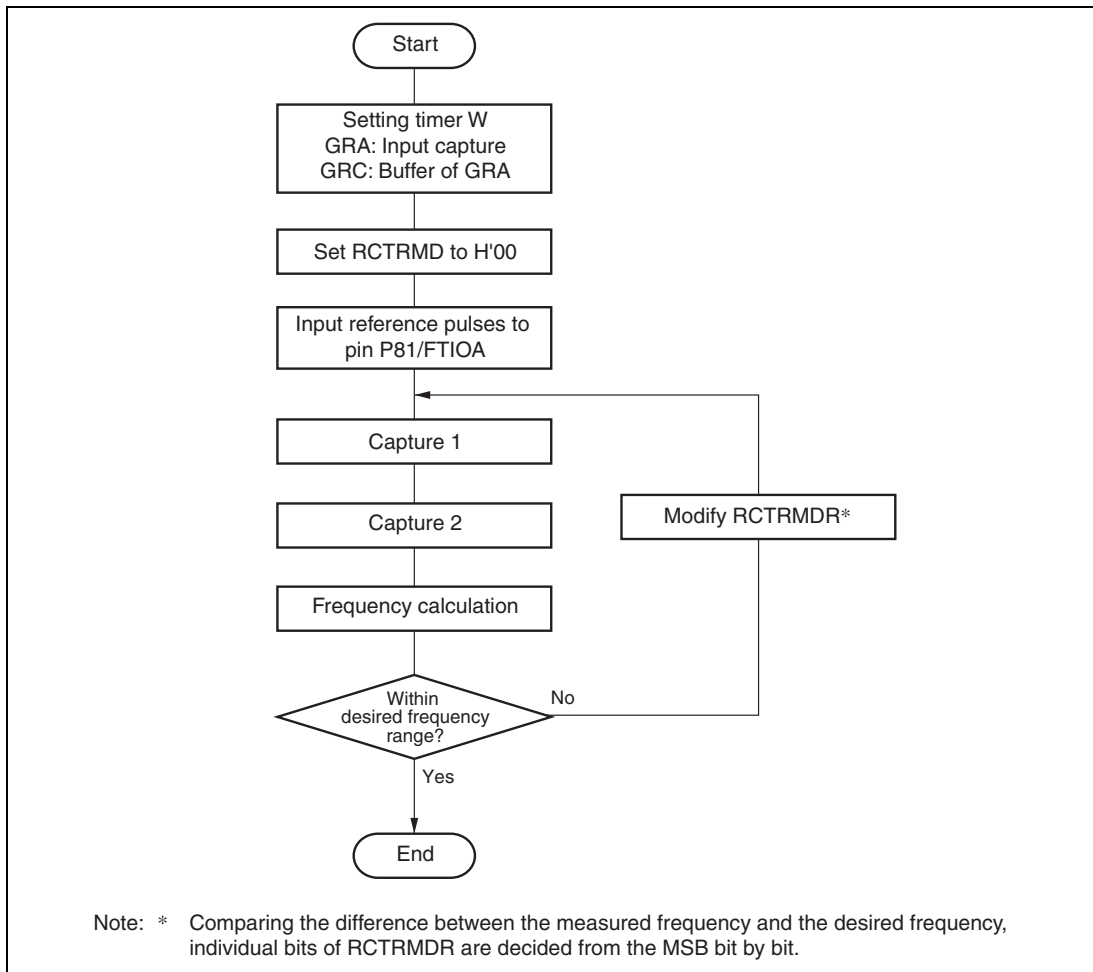 Start
Setting timer W
GRA: Input capture
GRC: Buffer of GRA
Set RCTRMD to H'00
Input reference pulses to
pin P81/FTIOA
Capture 1
Modify RCTRMDR*
Capture 2
Frequency calculation
Within
desired frequency
range?
No
Yes
End
Note: * Comparing the difference between the measured frequency and the desired frequency,
individual bits of RCTRMDR are decided from the MSB bit by bit.